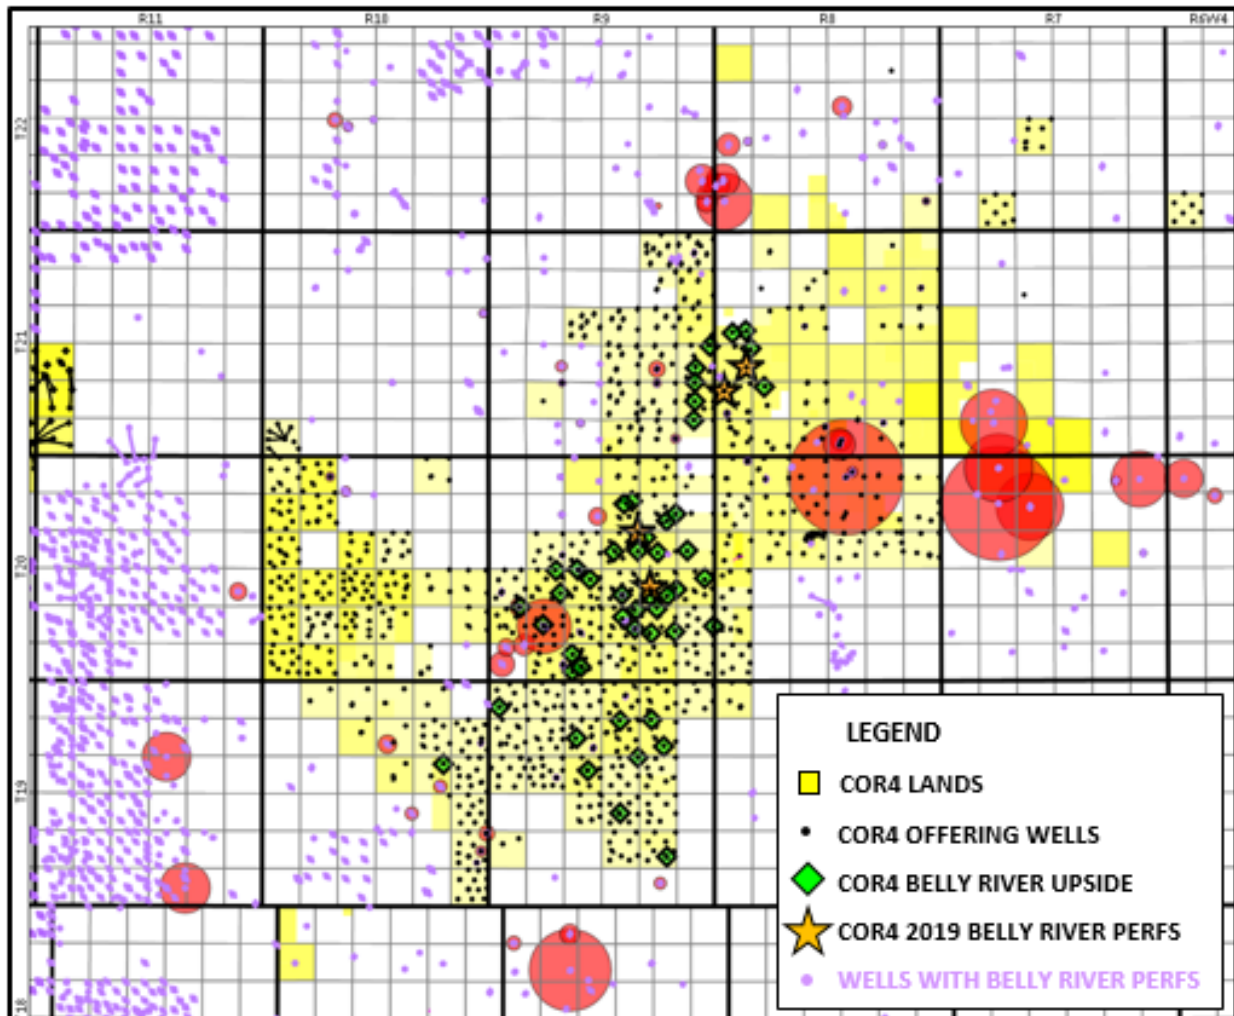 R11 R10 R9 R8 R7 R6W4
T22
T21
T20
T19
T18
LEGEND
COR4 LANDS
COR4 OFFERING WELLS
COR4 BELLY RIVER UPSIDE
COR4 2019 BELLY RIVER PERFS
WELLS WITH BELLY RIVER PERFS